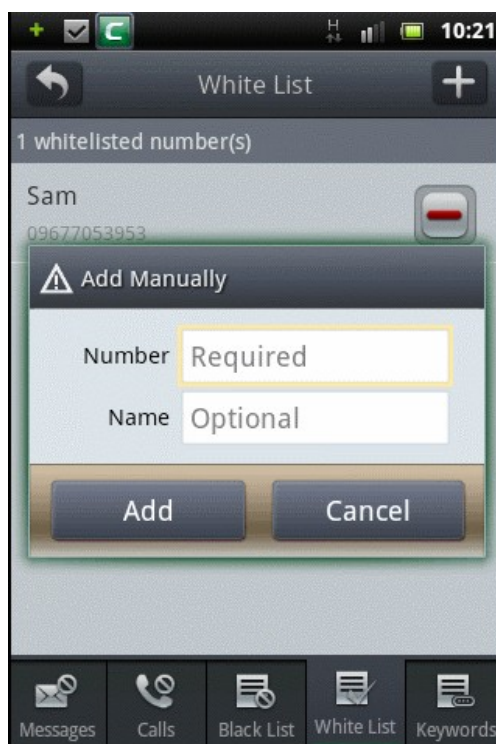 H 10:21
White List
1 whitelisted number(s)
Sam
09677053953
Add Manually
Number Required
Name Optional
Add Cancel
Messages Calls Black List White List Keywords